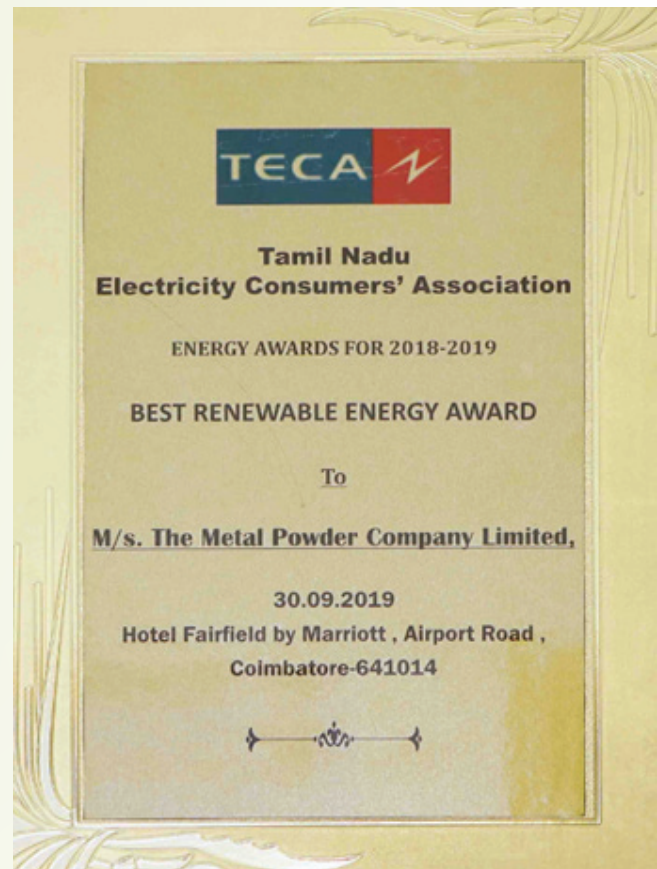 TECA
Tamil Nadu
Electricity Consumers' Association
ENERGY AWARDS FOR 2018-2019
BEST RENEWABLE ENERGY AWARD
To
M/s. The Metal Powder Company Limited,
30.09.2019
Hotel Fairfield by Marriott , Airport Road ,
Coimbatore-641014